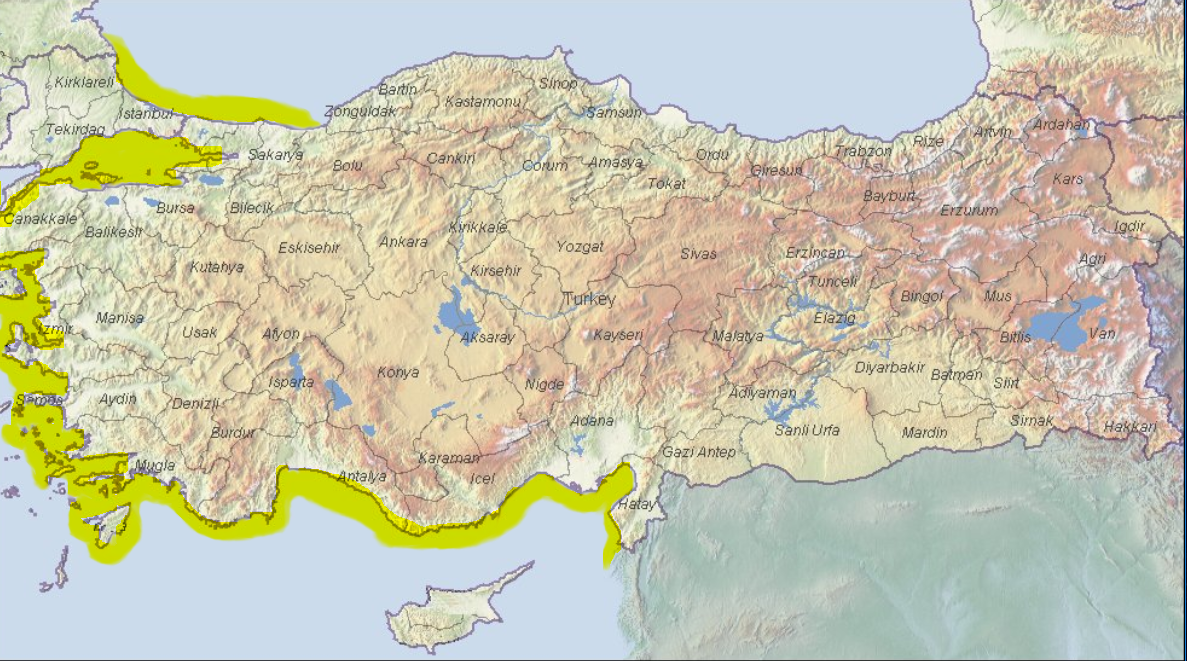 Kirklareli
Istanbul
Tekirdag
Bartin
Zonguldak
Kastamonu
Sinop
Samsun
Sakarya
Bolu
Cankiri
Corum
Amasya
Tokat
Ordu
Giresun
Trabzon
Rize
Artvin
Ardahan
Kars
Bayburt
Erzurum
Igdir
Agri
Canakkale
Balikesir
Bursa
Bilecik
Eskisehir
Ankara
Kirikkale
Kirsehir
Yozgat
Sivas
Erzincan
Tunceli
Bingol
Mus
Kutahya
Turkey
Manisa
Izmir
Usak
Afyon
Aksaray
Kayseri
Malatya
Elazig
Bitlis
Van
Isparta
Konya
Nigde
Adiyaman
Diyarbakir
Batman
Siirt
Samos
Aydin
Denizli
Burdur
Adana
Sanli Urfa
Mardin
Sirnak
Hakkari
Mugla
Antalya
Karaman
Icel
Gazi Antep
Hatay